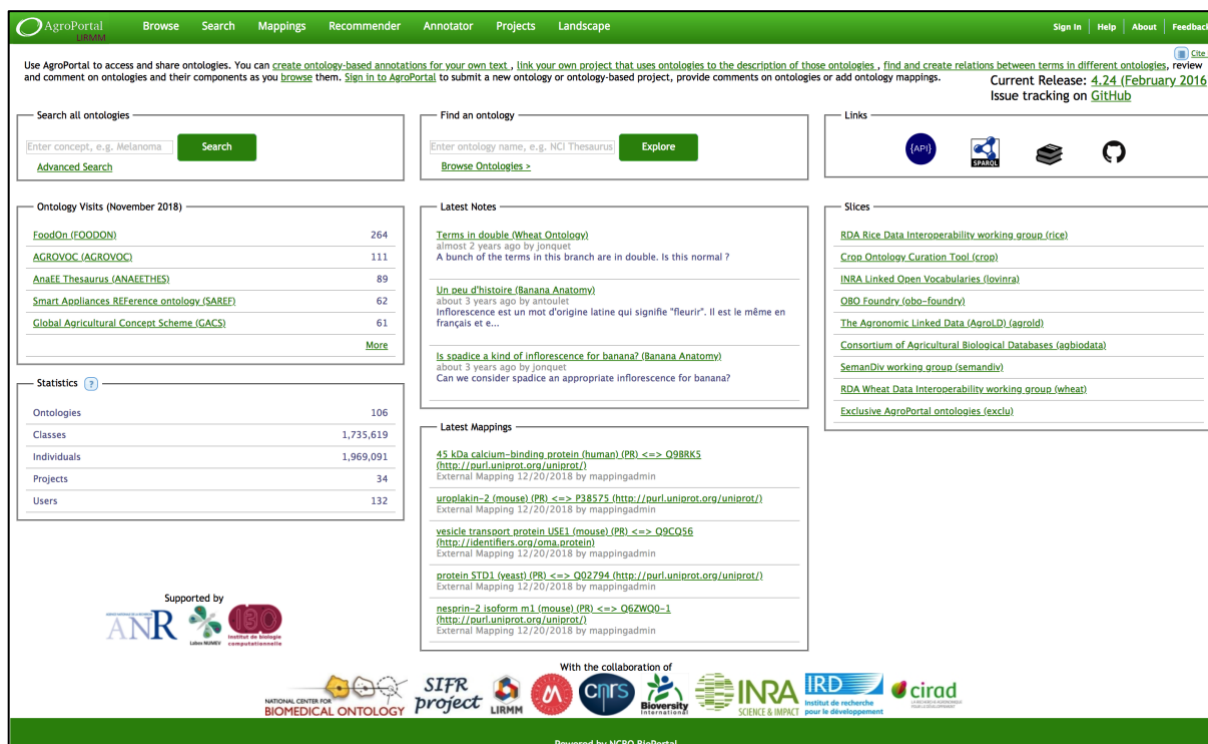 AgroPortal
LIRMM
Browse Search Mappings Recommender Annotator Projects Landscape
Sign In Help About Feedback
Cite
Use AgroPortal to access and share ontologies. You can create ontology-based annotations for your own text , link your own project that uses ontologies to the description of those ontologies , find and create relations between terms in different ontologies, review
and comment on ontologies and their components as you browse them. Sign in to AgroPortal to submit a new ontology or ontology-based project, provide comments on ontologies or add ontology mappings.
Current Release: 4.24 (February 2016
Issue tracking on GitHub
Search all ontologies
Enter concept, e.g. Melanoma Search
Advanced Search
Find an ontology
Enter ontology name, e.g. NCI Thesaurus Explore
Browse Ontologies >
Links
{API} SPARQL
Ontology Visits (November 2018)
FoodOn (FOODON) 264
AGROVOC (AGROVOC) 111
AnaEE Thesaurus (ANAEETHES) 89
Smart Appliances REFerence ontology (SAREF) 62
Global Agricultural Concept Scheme (GACS) 61
More
Statistics ?
Ontologies 106
Classes 1,735,619
Individuals 1,969,091
Projects 34
Users 132
Latest Notes
Terms in double (Wheat Ontology)
almost 2 years ago by jonquet
A bunch of the terms in this branch are in double. Is this normal ?
Un peu d'histoire (Banana Anatomy)
about 3 years ago by antoulet
Inflorescence est un mot d'origine latine qui signifie "fleurir". Il est le même en
français et e...
Is spadice a kind of inflorescence for banana? (Banana Anatomy)
about 3 years ago by jonquet
Can we consider spadice an appropriate inflorescence for banana?
Latest Mappings
45 kDa calcium-binding protein (human) (PR) <=> Q9BRK5
(http://purl.uniprot.org/uniprot/)
External Mapping 12/20/2018 by mappingadmin
uroplakin-2 (mouse) (PR) <=> P38575 (http://purl.uniprot.org/uniprot/)
External Mapping 12/20/2018 by mappingadmin
vesicle transport protein USE1 (mouse) (PR) <=> Q9CQ56
(http://identifiers.org/oma.protein)
External Mapping 12/20/2018 by mappingadmin
protein STD1 (yeast) (PR) <=> Q02794 (http://purl.uniprot.org/uniprot/)
External Mapping 12/20/2018 by mappingadmin
nesprin-2 isoform m1 (mouse) (PR) <=> Q6ZWQ0-1
(http://purl.uniprot.org/uniprot/)
External Mapping 12/20/2018 by mappingadmin
Slices
RDA Rice Data Interoperability working group (rice)
Crop Ontology Curation Tool (crop)
INRA Linked Open Vocabularies (lovinra)
OBO Foundry (obo-foundry)
The Agronomic Linked Data (AgroLD) (agrold)
Consortium of Agricultural Biological Databases (agbiodata)
SemanDiv working group (semandiv)
RDA Wheat Data Interoperability working group (wheat)
Exclusive AgroPortal ontologies (exclu)
Supported by
ANR
Labex NUMEV
Institut de biologie
computationnelle
With the collaboration of
NATIONAL CENTER FOR
BIOMEDICAL ONTOLOGY
SIFR
project
LIRMM
cnrs
Bioversity
International
INRA
SCIENCE & IMPACT
IRD
Institut de recherche
pour le développement
cirad
Powered by NCBO BioPortal